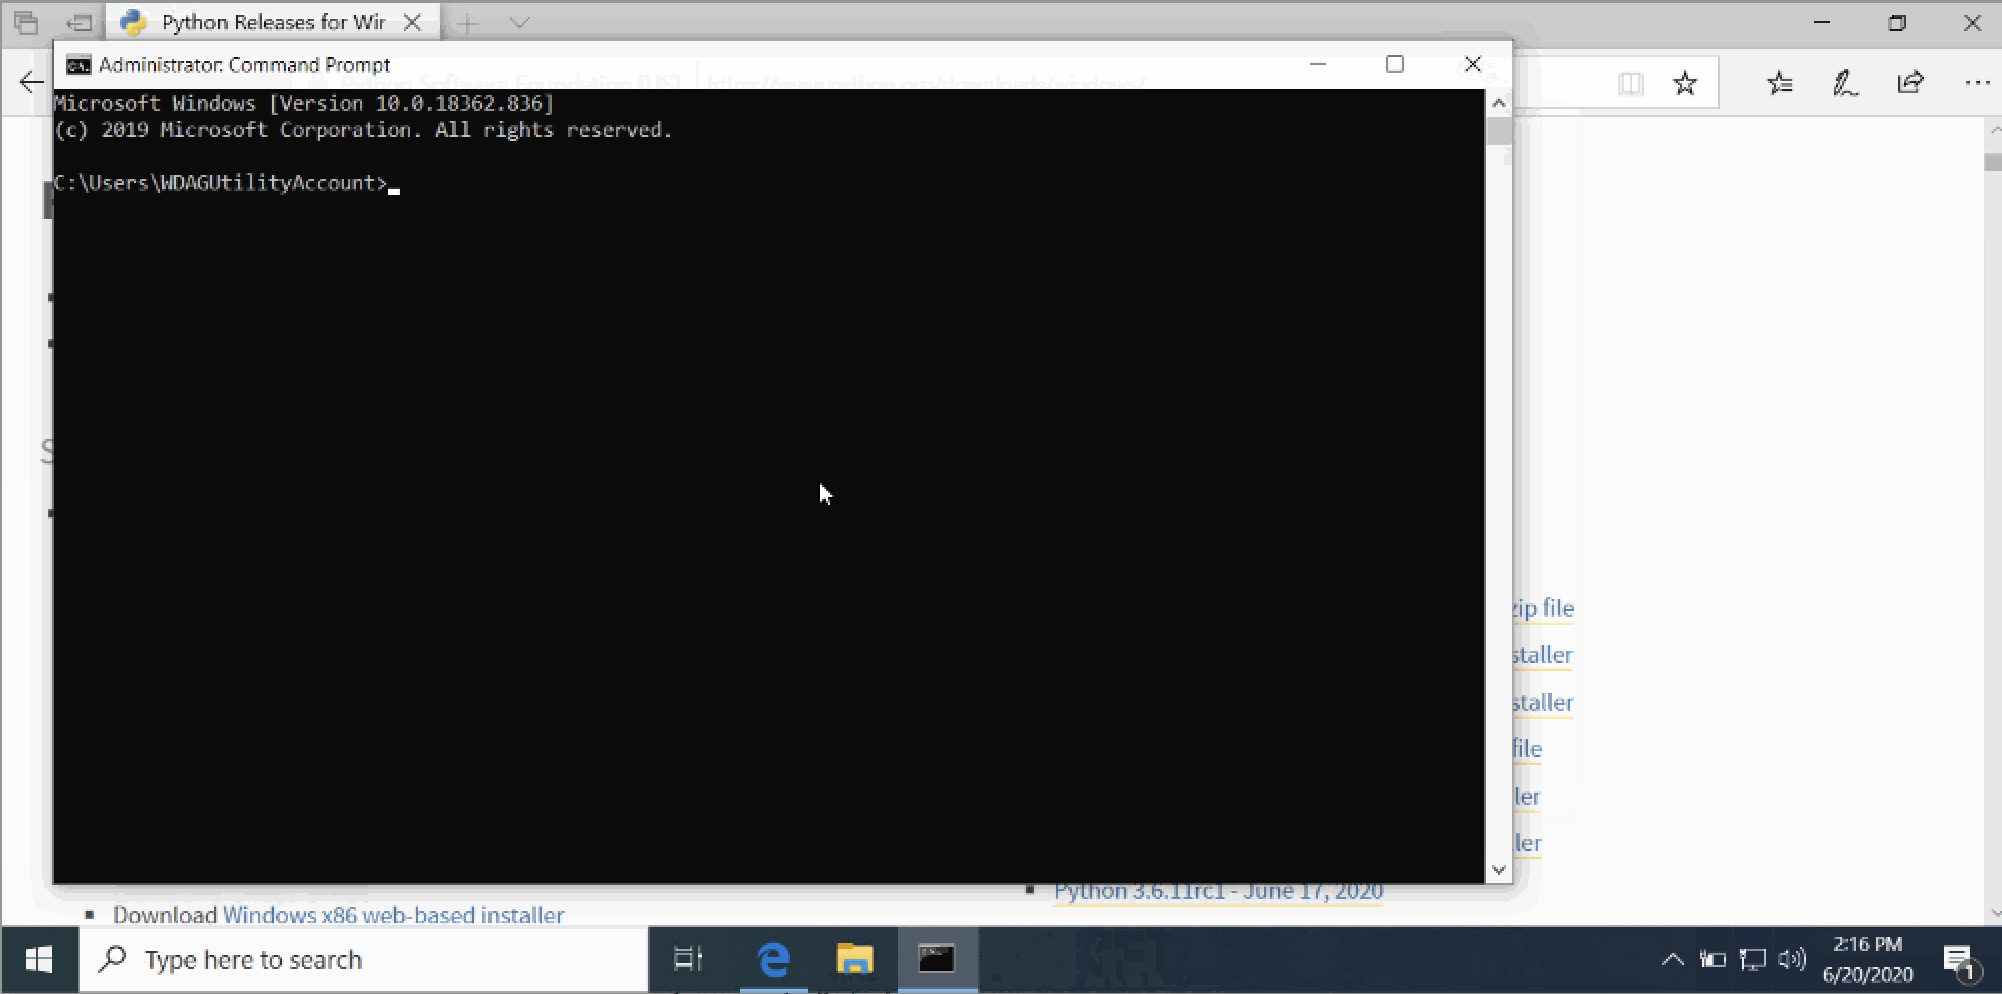 Python Releases for Wir
Administrator: Command Prompt
Microsoft Windows [Version 10.0.18362.836]
(c) 2019 Microsoft Corporation. All rights reserved.
C:\Users\WDAGUtilityAccount>
zip file
staller
staller
file
ler
ler
Python 3.6.11rc1 - June 17, 2020
Download Windows x86 web-based installer
Type here to search
2:16 PM
6/20/2020
1